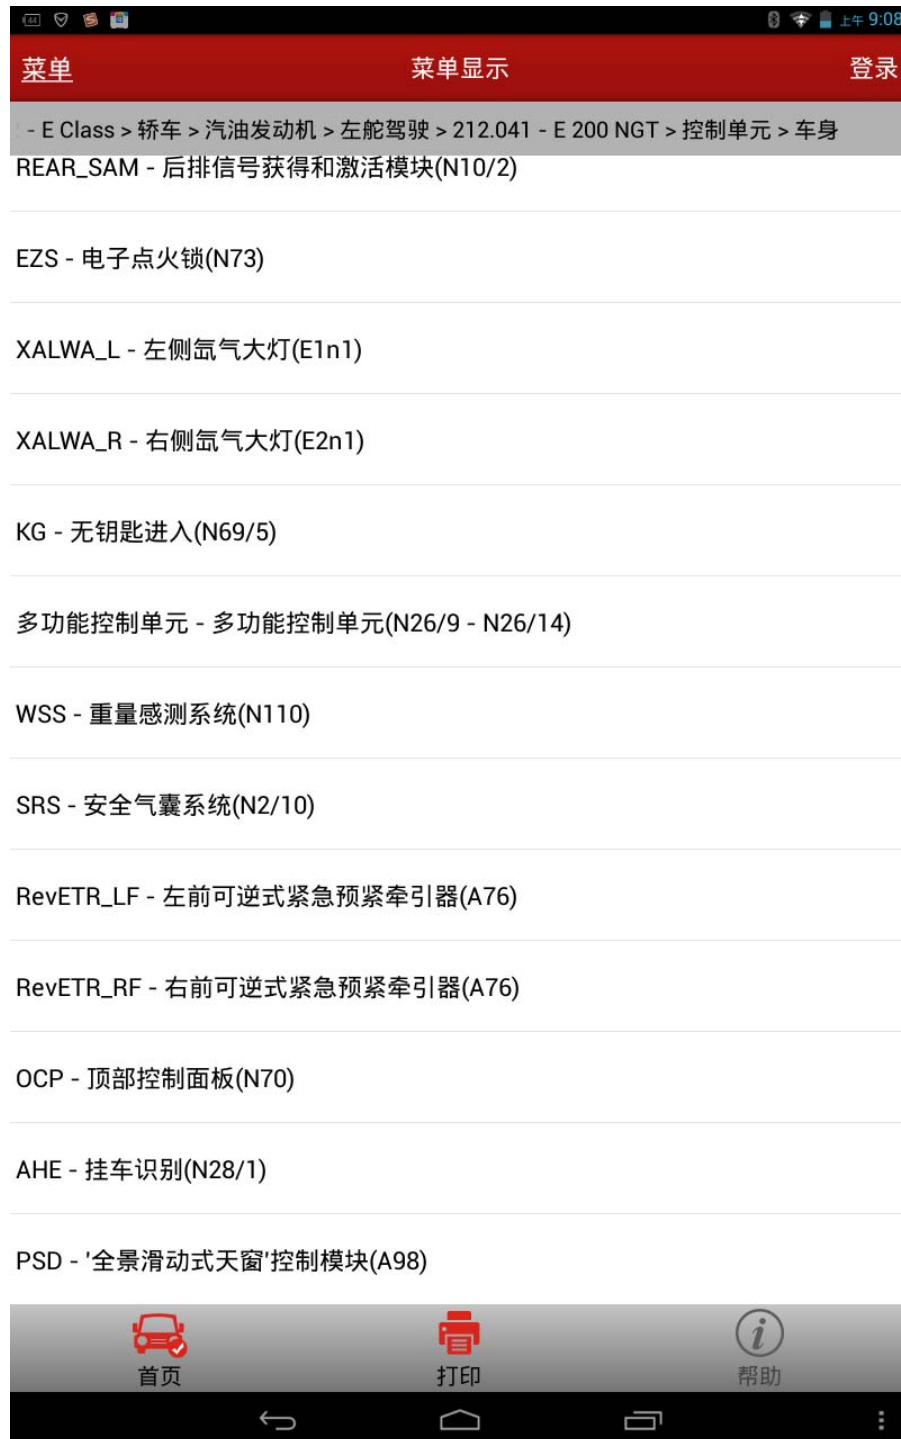 44
上午 9:08
菜单
菜单显示
登录
- E Class > 轿车 > 汽油发动机 > 左舵驾驶 > 212.041 - E 200 NGT > 控制单元 > 车身
REAR_SAM - 后排信号获得和激活模块(N10/2)
EZS - 电子点火锁(N73)
XALWA_L - 左侧氙气大灯(E1n1)
XALWA_R - 右侧氙气大灯(E2n1)
KG - 无钥匙进入(N69/5)
多功能控制单元 - 多功能控制单元(N26/9 - N26/14)
WSS - 重量感测系统(N110)
SRS - 安全气囊系统(N2/10)
RevETR_LF - 左前可逆式紧急预紧牵引器(A76)
RevETR_RF - 右前可逆式紧急预紧牵引器(A76)
OCP - 顶部控制面板(N70)
AHE - 挂车识别(N28/1)
PSD - '全景滑动式天窗'控制模块(A98)
首页
打印
帮助